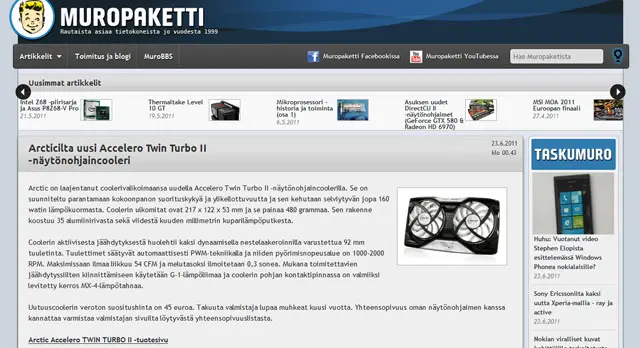 MUROPAKETTI
Rautaista asiaa tietokoneista jo vuodesta 1999
Artikkelit Toimitus ja blogi MuroBBS Muropaketti Facebookissa Muropaketti YouTubessa Hae Muropaketista
Uusimmat artikkelit
Intel Z68 -piirisarja
ja Asus P8Z68-V Pro
21.5.2011
Thermaltake Level
10 GT
19.5.2011
Mikroprosessori -
historia ja toiminta
(osa 1)
6.5.2011
Asuksen uudet
DirectCU II
-näytönohjaimet
(GeForce GTX 580 &
Radeon HD 6970)
MSI MOA 2011
Euroopan finaali
27.4.2011
Arcticilta uusi Accelero Twin Turbo II
-näytönohjaincooleri
23.6.2011
klo 00.43
Arctic on laajentanut coolerivalikoimaansa uudella Accelero Twin Turbo II -näytönohjaincoolerilla. Se on
suunniteltu parantamaan kokoonpanon suorituskykyä ja ylikellottuvuutta ja sen kehutaan selviytyvän jopa 160
watin lämpökuormasta. Coolerin ulkomitat ovat 217 x 122 x 53 mm ja se painaa 480 grammaa. Sen rakenne
koostuu 35 alumiinirivasta sekä viidestä kuuden millimetrin kuparilämpöputkesta.
Coolerin aktiivisesta jäähdytyksestä huolehtii kaksi dynaamisella nestelaakeroinnilla varustettua 92 mm
tuuletinta. Tuulettimet säätyvät automaattisesti PWM-tekniikalla ja niiden pyörimisnopeusalue on 1000-2000
RPM. Maksimissaan ilmaa liikkuu 54 CFM ja melutasoksi ilmoitetaan 0,3 sonea. Mukana toimitettavien
jäähdytyssiilten kiinnittämiseen käytetään G-1-lämpöliimaa ja coolerin pohjan kontaktipinnassa on valmiiksi
levitetty kerros MX-4-lämpötahnaa.
Uutuuscoolerin arvoton suositushinta on 45 euroa. Takuuta valmistaja lupaa muhkeat kuusi vuotta. Yhteensopivuus oman näytönohjaimen kanssa
kannattaa varmistaa valmistajan sivuilta löytyvästä yhteensopivuuslistasta.
Arctic Accelero TWIN TURBO II -tuotesivu
TASKUMURO
Huhu: Vuotanut video
Stephen Elopista
esittelemässä Windows
Phonea nokialaisille?
23.6.2011
Sony Ericssonilta kaksi
uutta Xperia-mallia - ray ja
active
23.6.2011
Nokian viralliset kuvat